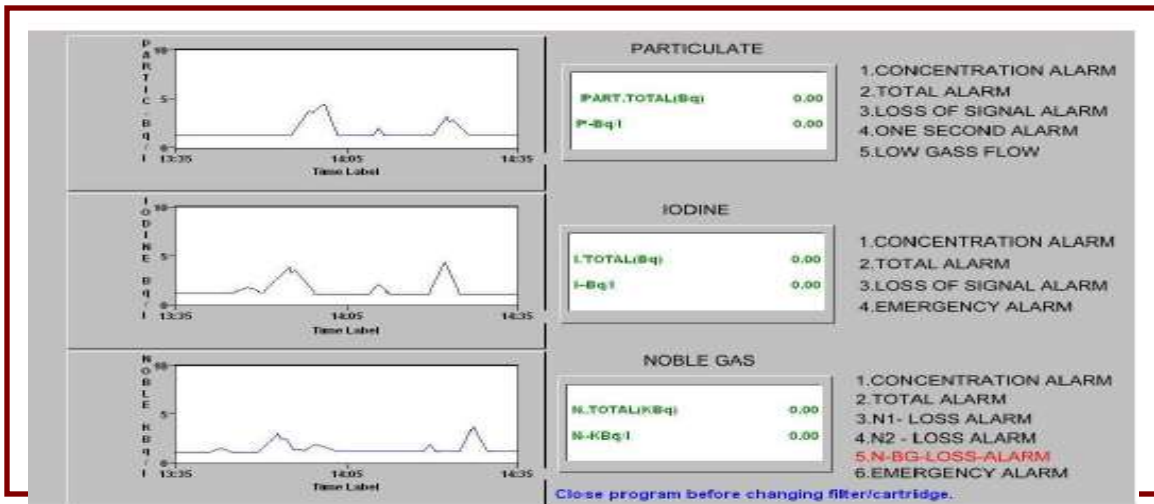 PARTIC-Bq/l
10
5
0
13:35 14:05 14:35
Time Label
PARTICULATE
PART.TOTAL(Bq) 0.00
P-Bq/l 0.00
1.CONCENTRATION ALARM
2.TOTAL ALARM
3.LOSS OF SIGNAL ALARM
4.ONE SECOND ALARM
5.LOW GASS FLOW
IODINE Bq/l
10
5
0
13:35 14:05 14:35
Time Label
IODINE
I.TOTAL(Bq) 0.00
I-Bq/l 0.00
1.CONCENTRATION ALARM
2.TOTAL ALARM
3.LOSS OF SIGNAL ALARM
4.EMERGENCY ALARM
NOBLE KBq/l
10
5
0
13:35 14:05 14:35
Time Label
NOBLE GAS
N.TOTAL(KBq) 0.00
N-KBq/l 0.00
1.CONCENTRATION ALARM
2.TOTAL ALARM
3.N1- LOSS ALARM
4.N2 - LOSS ALARM
5.N-BG-LOSS-ALARM
6.EMERGENCY ALARM
Close program before changing filter/cartridge.